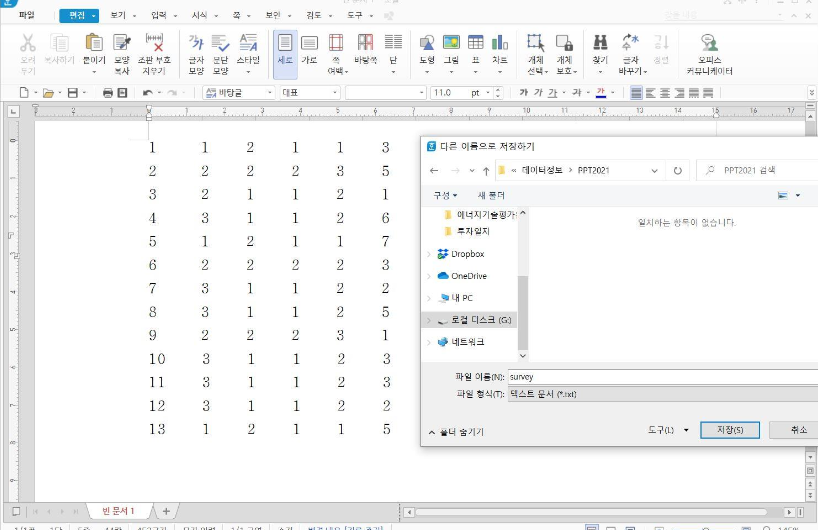 파일 편집 보기 입력 서식 쪽 보안 검토 도구
오려 두기 복사하기 붙이기 모양 복사 조판 부호 지우기 글자 모양 문단 모양 스타일 세로 가로 쪽 여백 바탕쪽 단 도형 그림 표 차트 개체 선택 개체 보호 찾기 글자 바꾸기 정렬 오피스 커뮤니케이터
바탕글 대표 11.0 pt 가 가 가 가 가
1 1 2 1 1 3
2 2 2 2 3 5
3 2 1 1 2 1
4 3 1 1 2 6
5 1 2 1 1 7
6 2 2 2 2 3
7 3 1 1 2 2
8 3 1 1 2 5
9 2 2 2 3 1
10 3 1 1 2 3
11 3 1 1 2 3
12 3 1 1 2 2
13 1 2 1 1 5
다른 이름으로 저장하기
« 데이터정보 > PPT2021
PPT2021 검색
구성 새 폴더
에너지기술평가
투자일지
Dropbox
OneDrive
내 PC
로컬 디스크 (G:)
네트워크
일치하는 항목이 없습니다.
파일 이름(N): survey
파일 형식(T): 텍스트 문서 (*.txt)
폴더 숨기기 도구(L) 저장(S) 취소
빈 문서 1